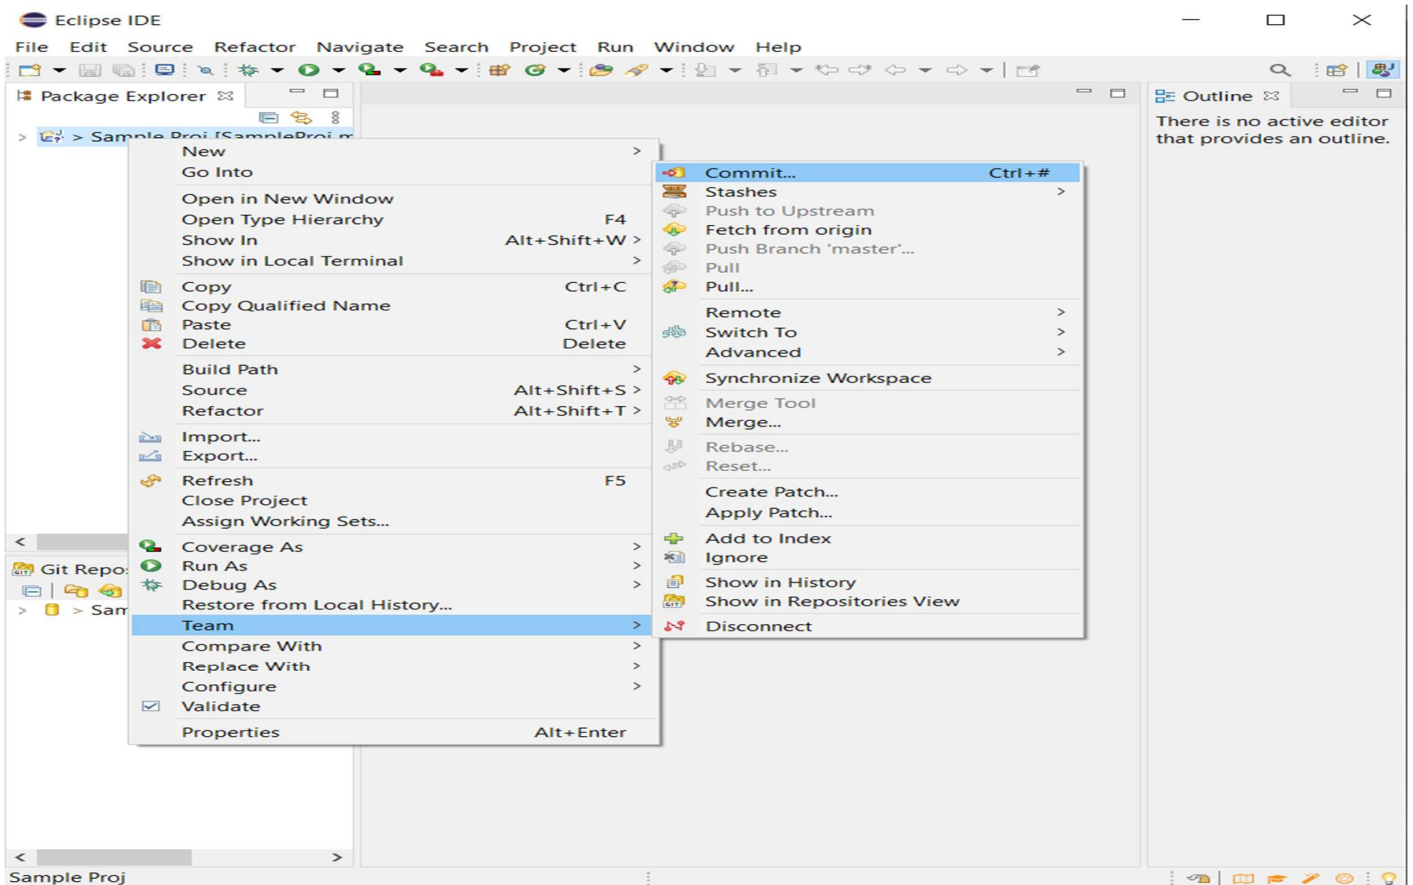 Eclipse IDE
File Edit Source Refactor Navigate Search Project Run Window Help
Package Explorer
> Sample Proj [SampleProj m
New
Go Into
Open in New Window
Open Type Hierarchy F4
Show In Alt+Shift+W >
Show in Local Terminal >
Copy Ctrl+C
Copy Qualified Name
Paste Ctrl+V
Delete Delete
Build Path >
Source Alt+Shift+S >
Refactor Alt+Shift+T >
Import...
Export...
Refresh F5
Close Project
Assign Working Sets...
Coverage As >
Run As >
Debug As >
Restore from Local History...
Team >
Compare With >
Replace With >
Configure >
Validate
Properties Alt+Enter
Commit... Ctrl+#
Stashes >
Push to Upstream
Fetch from origin
Push Branch 'master'...
Pull
Pull...
Remote >
Switch To >
Advanced >
Synchronize Workspace
Merge Tool
Merge...
Rebase...
Reset...
Create Patch...
Apply Patch...
Add to Index
Ignore
Show in History
Show in Repositories View
Disconnect
Outline
There is no active editor
that provides an outline.
Git Repo
> Sam
Sample Proj